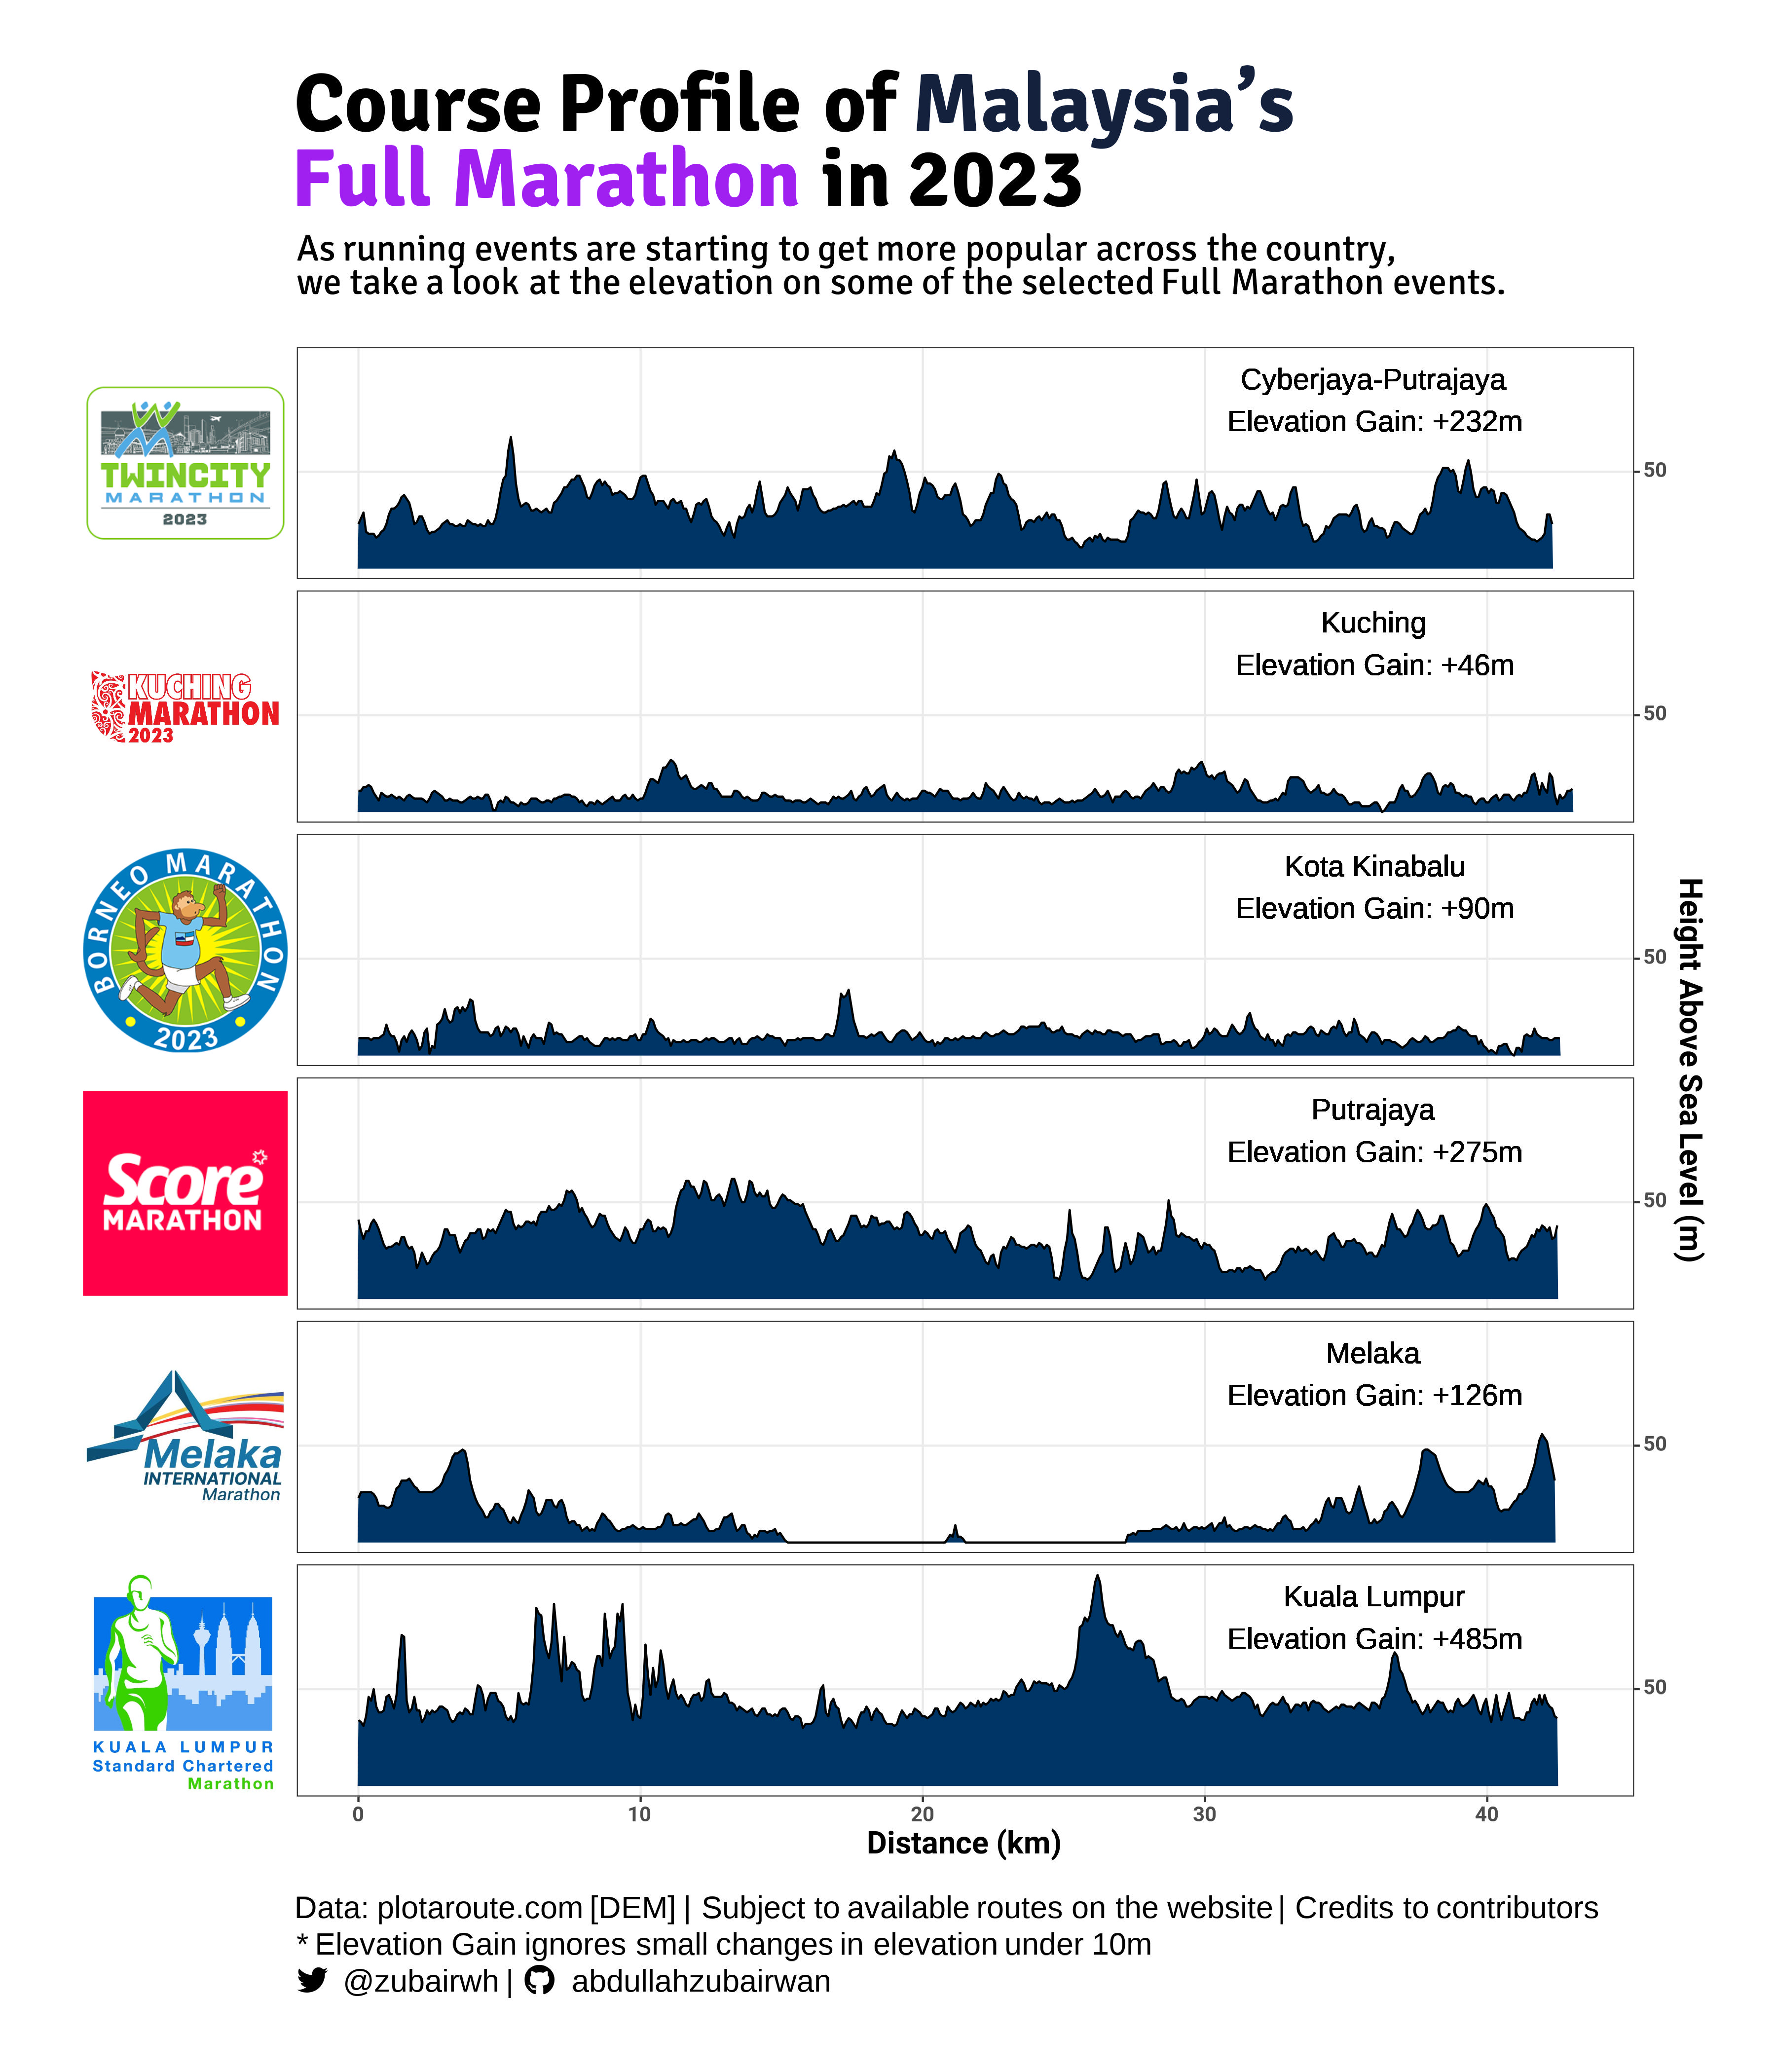 Course Profile of Malaysia’s
Full Marathon in 2023
As running events are starting to get more popular across the country,
we take a look at the elevation on some of the selected Full Marathon events.
TWINCITY
MARATHON
2023
Cyberjaya-Putrajaya
Elevation Gain: +232m
50
KUCHING
MARATHON
2023
Kuching
Elevation Gain: +46m
50
BORNEO MARATHON
2023
Kota Kinabalu
Elevation Gain: +90m
50
Score
MARATHON
Putrajaya
Elevation Gain: +275m
50
Melaka
INTERNATIONAL
Marathon
Melaka
Elevation Gain: +126m
50
KUALA LUMPUR
Standard Chartered
Marathon
Kuala Lumpur
Elevation Gain: +485m
50
Height Above Sea Level (m)
0 10 20 30 40
Distance (km)
Data: plotaroute.com [DEM] | Subject to available routes on the website | Credits to contributors
* Elevation Gain ignores small changes in elevation under 10m
@zubairwh | abdullahzubairwan